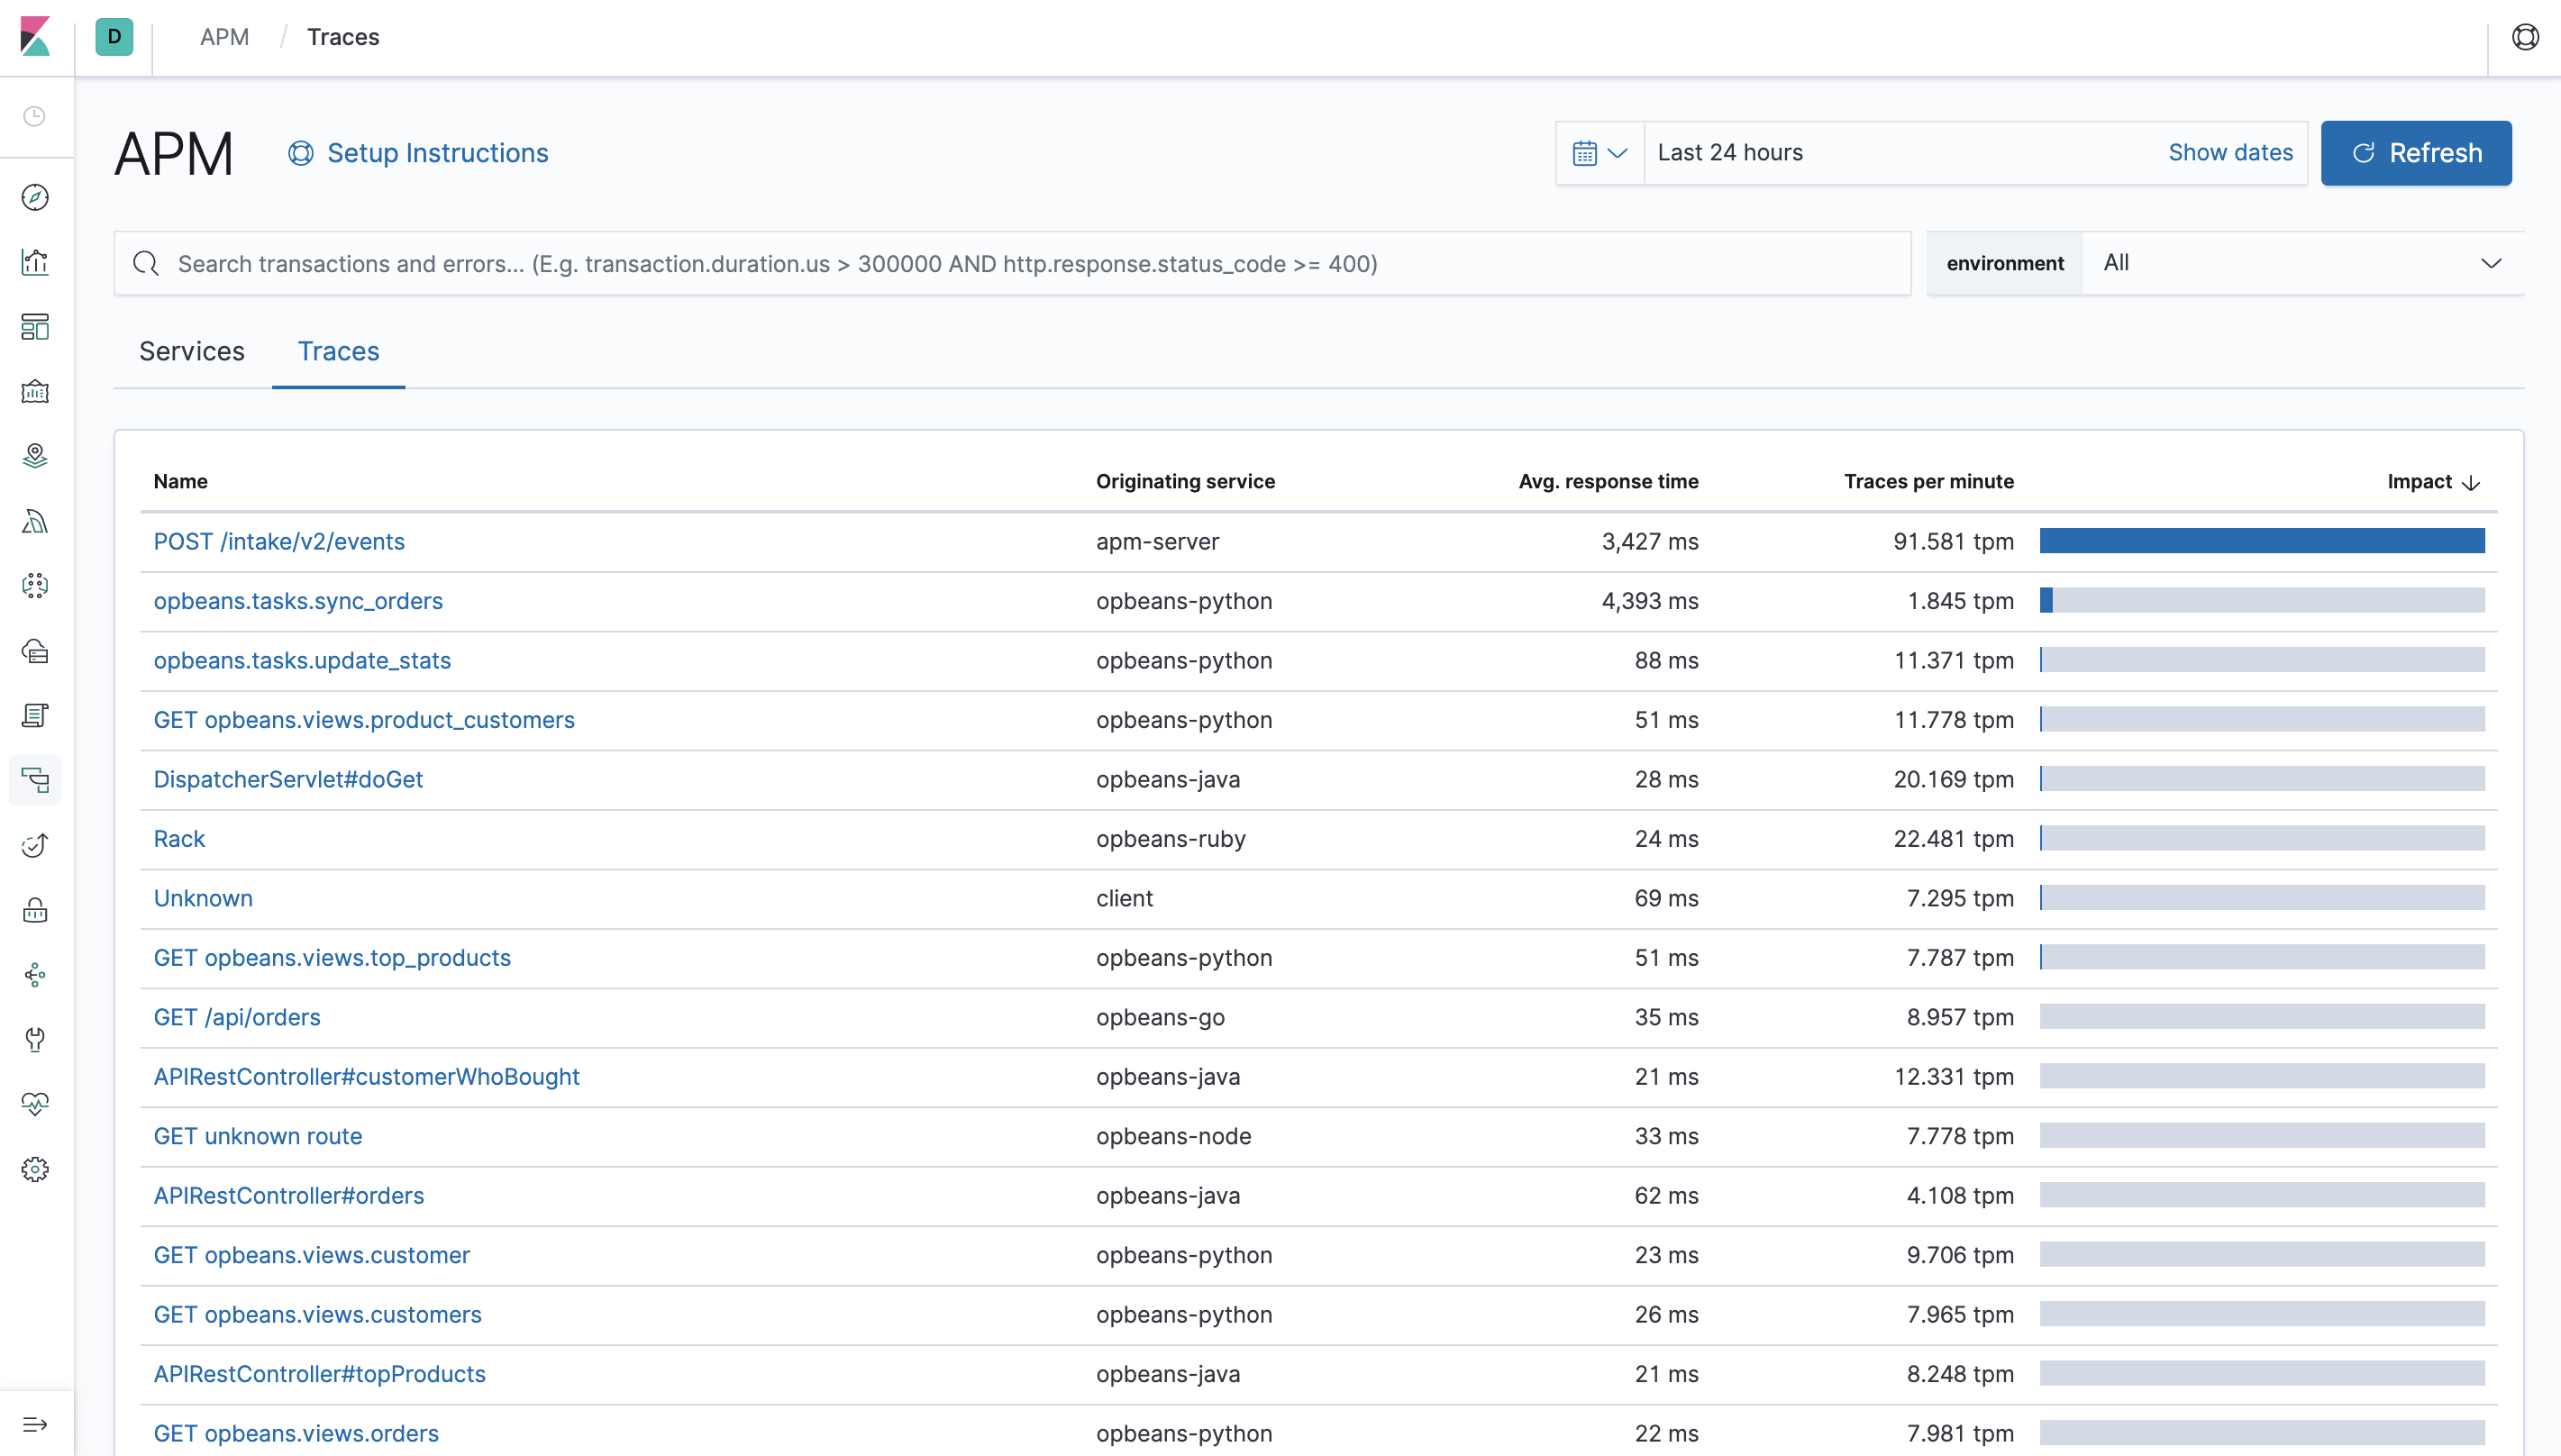 D APM / Traces
APM Setup Instructions Last 24 hours Show dates Refresh
Search transactions and errors... (E.g. transaction.duration.us > 300000 AND http.response.status_code >= 400) environment All
Services Traces
Name Originating service Avg. response time Traces per minute Impact
POST /intake/v2/events apm-server 3,427 ms 91.581 tpm
opbeans.tasks.sync_orders opbeans-python 4,393 ms 1.845 tpm
opbeans.tasks.update_stats opbeans-python 88 ms 11.371 tpm
GET opbeans.views.product_customers opbeans-python 51 ms 11.778 tpm
DispatcherServlet#doGet opbeans-java 28 ms 20.169 tpm
Rack opbeans-ruby 24 ms 22.481 tpm
Unknown client 69 ms 7.295 tpm
GET opbeans.views.top_products opbeans-python 51 ms 7.787 tpm
GET /api/orders opbeans-go 35 ms 8.957 tpm
APIRestController#customerWhoBought opbeans-java 21 ms 12.331 tpm
GET unknown route opbeans-node 33 ms 7.778 tpm
APIRestController#orders opbeans-java 62 ms 4.108 tpm
GET opbeans.views.customer opbeans-python 23 ms 9.706 tpm
GET opbeans.views.customers opbeans-python 26 ms 7.965 tpm
APIRestController#topProducts opbeans-java 21 ms 8.248 tpm
GET opbeans.views.orders opbeans-python 22 ms 7.981 tpm